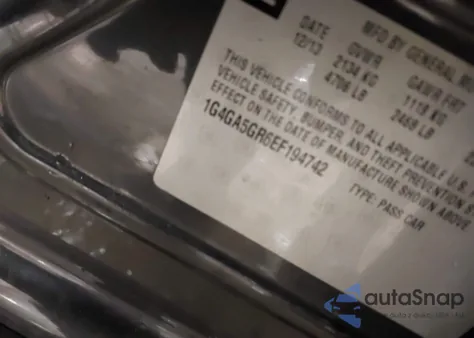 MFD BY GENERAL
DATE GVWR GAWR FRT
12/13 2134 KG 1118 KG
4706 LB 2466 LB
THIS VEHICLE CONFORMS TO ALL APPLICABLE U.S.
VEHICLE SAFETY, BUMPER, AND THEFT PREVENTION
EFFECT ON THE DATE OF MANUFACTURE SHOWN ABOVE
1G4GA5GR6EF194742
TYPE: PASS CAR
autaSnap